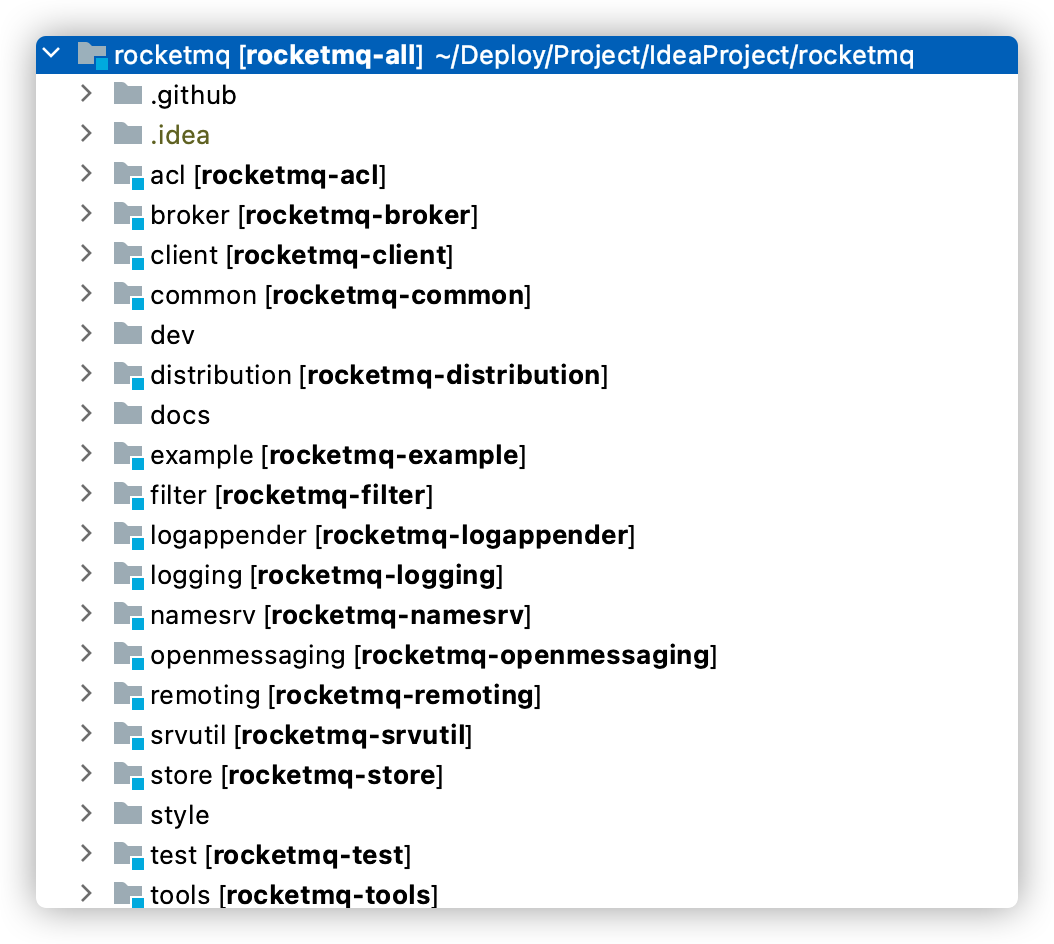 rocketmq [rocketmq-all] ~/Deploy/Project/IdeaProject/rocketmq
.github
.idea
acl [rocketmq-acl]
broker [rocketmq-broker]
client [rocketmq-client]
common [rocketmq-common]
dev
distribution [rocketmq-distribution]
docs
example [rocketmq-example]
filter [rocketmq-filter]
logappender [rocketmq-logappender]
logging [rocketmq-logging]
namesrv [rocketmq-namesrv]
openmessaging [rocketmq-openmessaging]
remoting [rocketmq-remoting]
srvutil [rocketmq-srvutil]
store [rocketmq-store]
style
test [rocketmq-test]
tools [rocketmq-tools]